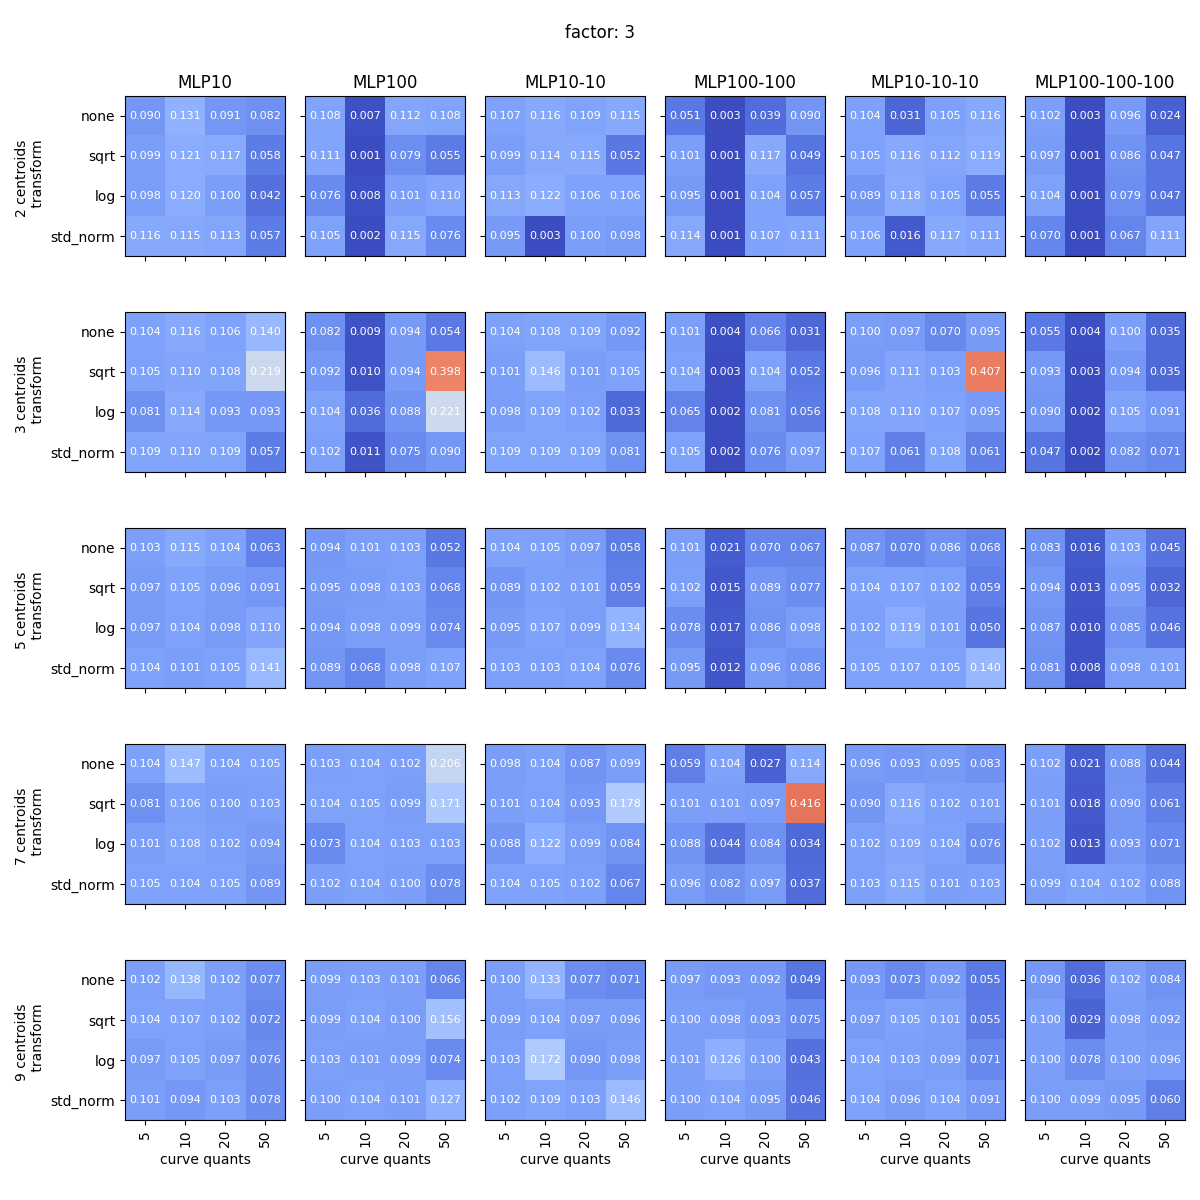 factor: 3
MLP10 MLP100 MLP10-10 MLP100-100 MLP10-10-10 MLP100-100-100
2 centroids
transform
none 0.090 0.131 0.091 0.082 0.108 0.007 0.112 0.108 0.107 0.116 0.109 0.115 0.051 0.003 0.039 0.090 0.104 0.031 0.105 0.116 0.102 0.003 0.096 0.024
sqrt 0.099 0.121 0.117 0.058 0.111 0.001 0.079 0.055 0.099 0.114 0.115 0.052 0.101 0.001 0.117 0.049 0.105 0.116 0.112 0.119 0.097 0.001 0.086 0.047
log 0.098 0.120 0.100 0.042 0.076 0.008 0.101 0.110 0.113 0.122 0.106 0.106 0.095 0.001 0.104 0.057 0.089 0.118 0.105 0.055 0.104 0.001 0.079 0.047
std_norm 0.116 0.115 0.113 0.057 0.105 0.002 0.115 0.076 0.095 0.003 0.100 0.098 0.114 0.001 0.107 0.111 0.106 0.016 0.117 0.111 0.070 0.001 0.067 0.111
3 centroids
transform
none 0.104 0.116 0.106 0.140 0.082 0.009 0.094 0.054 0.104 0.108 0.109 0.092 0.101 0.004 0.066 0.031 0.100 0.097 0.070 0.095 0.055 0.004 0.100 0.035
sqrt 0.105 0.110 0.108 0.219 0.092 0.010 0.094 0.398 0.101 0.146 0.101 0.105 0.104 0.003 0.104 0.052 0.096 0.111 0.103 0.407 0.093 0.003 0.094 0.035
log 0.081 0.114 0.093 0.093 0.104 0.036 0.088 0.221 0.098 0.109 0.102 0.033 0.065 0.002 0.081 0.056 0.108 0.110 0.107 0.095 0.090 0.002 0.105 0.091
std_norm 0.109 0.110 0.109 0.057 0.102 0.011 0.075 0.090 0.109 0.109 0.109 0.081 0.105 0.002 0.076 0.097 0.107 0.061 0.108 0.061 0.047 0.002 0.082 0.071
5 centroids
transform
none 0.103 0.115 0.104 0.063 0.094 0.101 0.103 0.052 0.104 0.105 0.097 0.058 0.101 0.021 0.070 0.067 0.087 0.070 0.086 0.068 0.083 0.016 0.103 0.045
sqrt 0.097 0.105 0.096 0.091 0.095 0.098 0.103 0.068 0.089 0.102 0.101 0.059 0.102 0.015 0.089 0.077 0.104 0.107 0.102 0.059 0.094 0.013 0.095 0.032
log 0.097 0.104 0.098 0.110 0.094 0.098 0.099 0.074 0.095 0.107 0.099 0.134 0.078 0.017 0.086 0.098 0.102 0.119 0.101 0.050 0.087 0.010 0.085 0.046
std_norm 0.104 0.101 0.105 0.141 0.089 0.068 0.098 0.107 0.103 0.103 0.104 0.076 0.095 0.012 0.096 0.086 0.105 0.107 0.105 0.140 0.081 0.008 0.098 0.101
7 centroids
transform
none 0.104 0.147 0.104 0.105 0.103 0.104 0.102 0.206 0.098 0.104 0.087 0.099 0.059 0.104 0.027 0.114 0.096 0.093 0.095 0.083 0.102 0.021 0.088 0.044
sqrt 0.081 0.106 0.100 0.103 0.104 0.105 0.099 0.171 0.101 0.104 0.093 0.178 0.101 0.101 0.097 0.416 0.090 0.116 0.102 0.101 0.101 0.018 0.090 0.061
log 0.101 0.108 0.102 0.094 0.073 0.104 0.103 0.103 0.088 0.122 0.099 0.084 0.088 0.044 0.084 0.034 0.102 0.109 0.104 0.076 0.102 0.013 0.093 0.071
std_norm 0.105 0.104 0.105 0.089 0.102 0.104 0.100 0.078 0.104 0.105 0.102 0.067 0.096 0.082 0.097 0.037 0.103 0.115 0.101 0.103 0.099 0.104 0.102 0.088
9 centroids
transform
none 0.102 0.138 0.102 0.077 0.099 0.103 0.101 0.066 0.100 0.133 0.077 0.071 0.097 0.093 0.092 0.049 0.093 0.073 0.092 0.055 0.090 0.036 0.102 0.084
sqrt 0.104 0.107 0.102 0.072 0.099 0.104 0.100 0.156 0.099 0.104 0.097 0.096 0.100 0.098 0.093 0.075 0.097 0.105 0.101 0.055 0.100 0.029 0.098 0.092
log 0.097 0.105 0.097 0.076 0.103 0.101 0.099 0.074 0.103 0.172 0.090 0.098 0.101 0.126 0.100 0.043 0.104 0.103 0.099 0.071 0.100 0.078 0.100 0.096
std_norm 0.101 0.094 0.103 0.078 0.100 0.104 0.101 0.127 0.102 0.109 0.103 0.146 0.100 0.104 0.095 0.046 0.104 0.096 0.104 0.091 0.100 0.099 0.095 0.060
5 10 20 50 5 10 20 50 5 10 20 50 5 10 20 50 5 10 20 50 5 10 20 50
curve quants curve quants curve quants curve quants curve quants curve quants